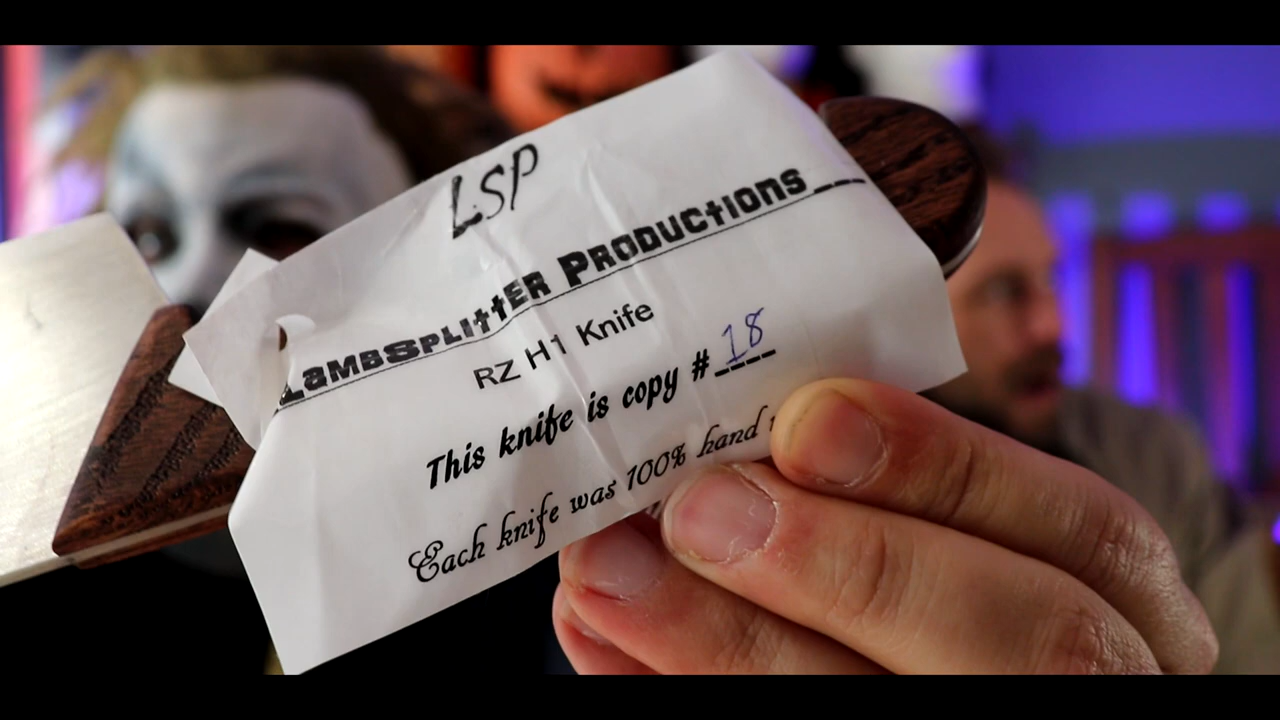 LSP
LambSplitter Productions
RZ H1 Knife
This knife is copy # 18
Each knife was 100% hand